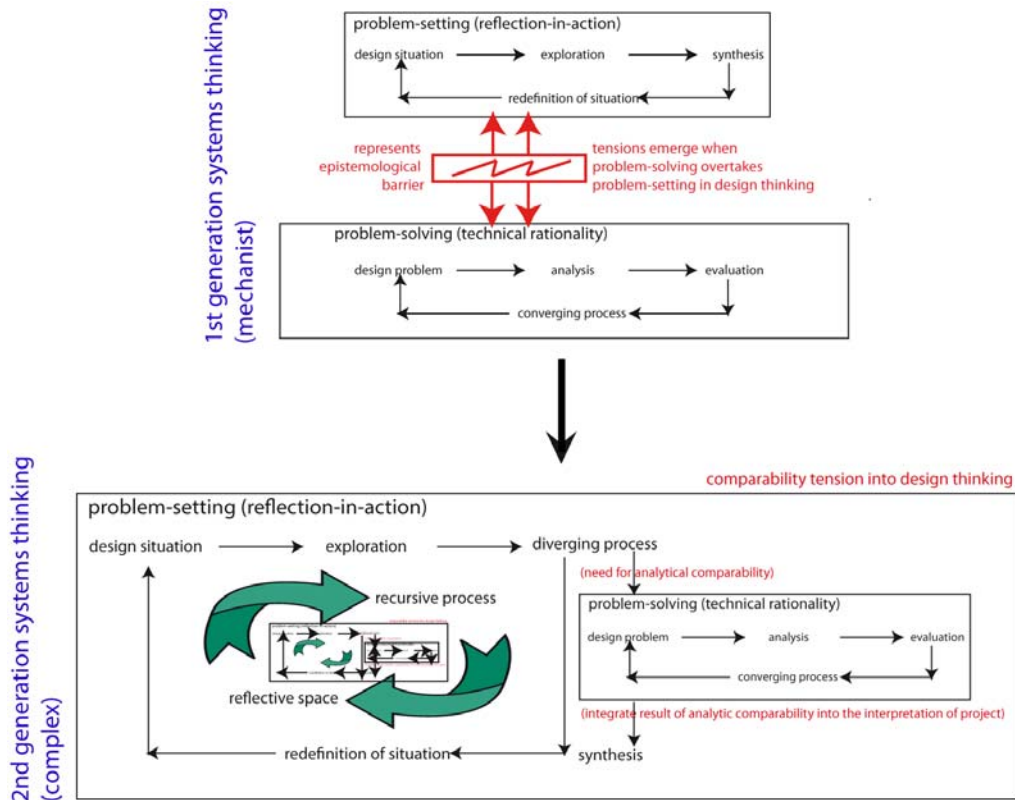 1st generation systems thinking
(mechanist)
problem-setting (reflection-in-action)
design situation
exploration
synthesis
redefinition of situation
represents
epistemological
barrier
tensions emerge when
problem-solving overtakes
problem-setting in design thinking
problem-solving (technical rationality)
design problem
analysis
evaluation
converging process
2nd generation systems thinking
(complex)
comparability tension into design thinking
problem-setting (reflection-in-action)
design situation
exploration
diverging process
(need for analytical comparability)
recursive process
reflective space
problem-solving (technical rationality)
design problem
analysis
evaluation
converging process
(integrate result of analytic comparability into the interpretation of project)
redefinition of situation
synthesis